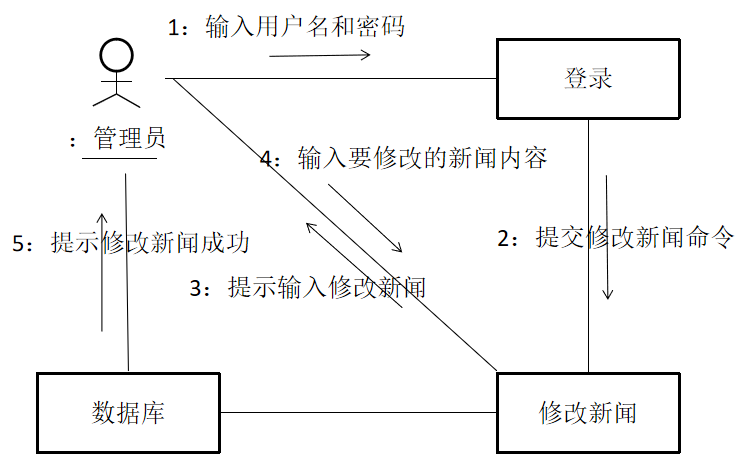 1：输入用户名和密码
登录
：管理员
4：输入要修改的新闻内容
2：提交修改新闻命令
5：提示修改新闻成功
3：提示输入修改新闻
数据库
修改新闻